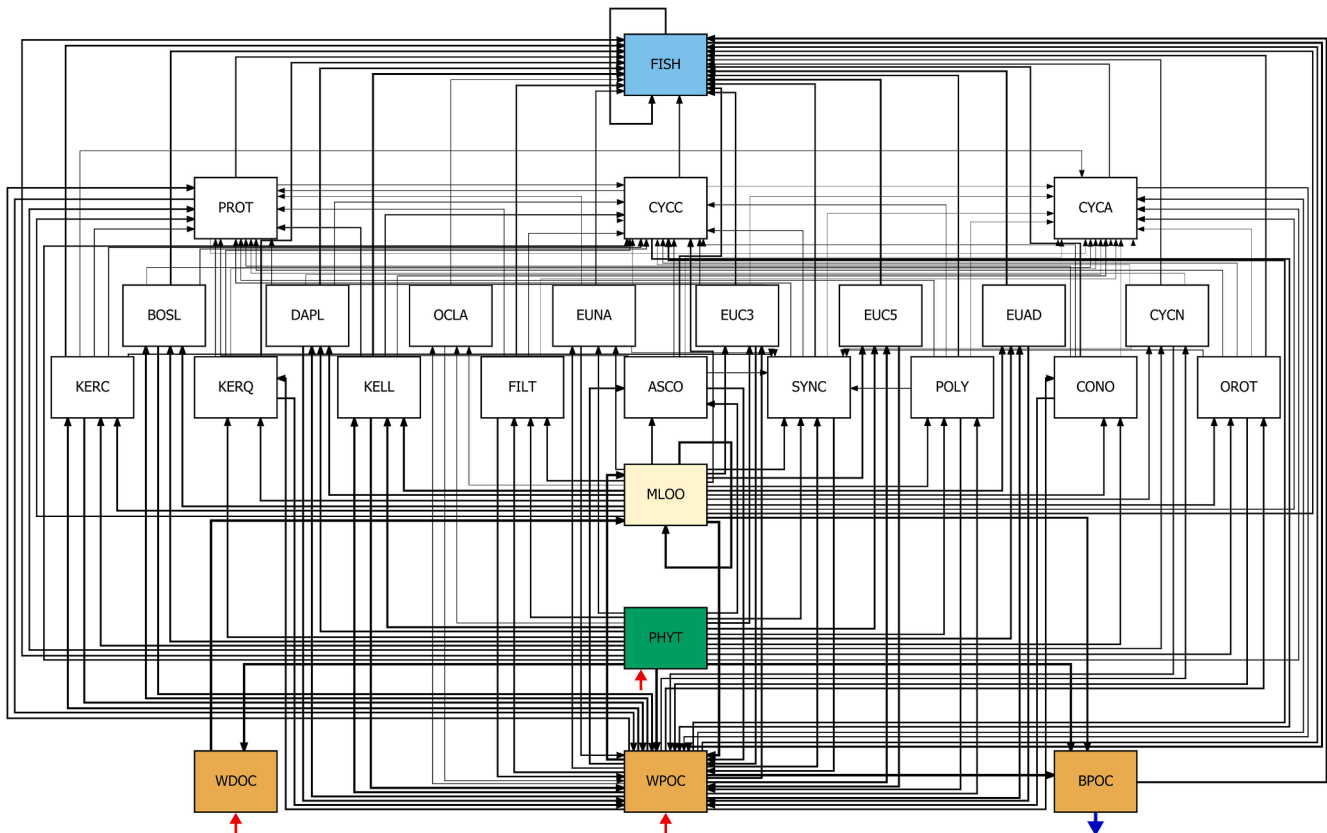 FISH
PROT
CYCC
CYCA
BOSL
DAPL
OCLA
EUNA
EUC3
EUC5
EUAD
CYCN
KERC
KERQ
KELL
FILT
ASCO
SYNC
POLY
CONO
OROT
MLOO
PHYT
WDOC
WPOC
BPOC